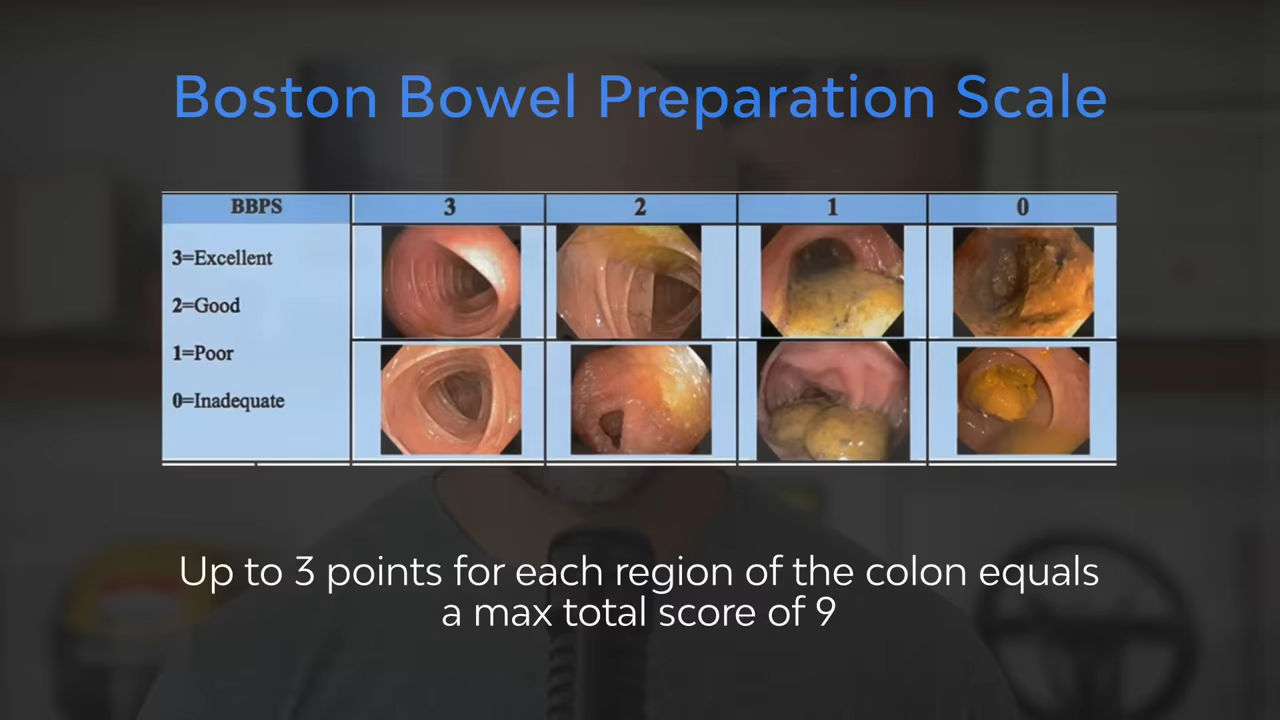 Boston Bowel Preparation Scale
BBPS 3 2 1 0
3=Excellent
2=Good
1=Poor
0=Inadequate
Up to 3 points for each region of the colon equals
a max total score of 9